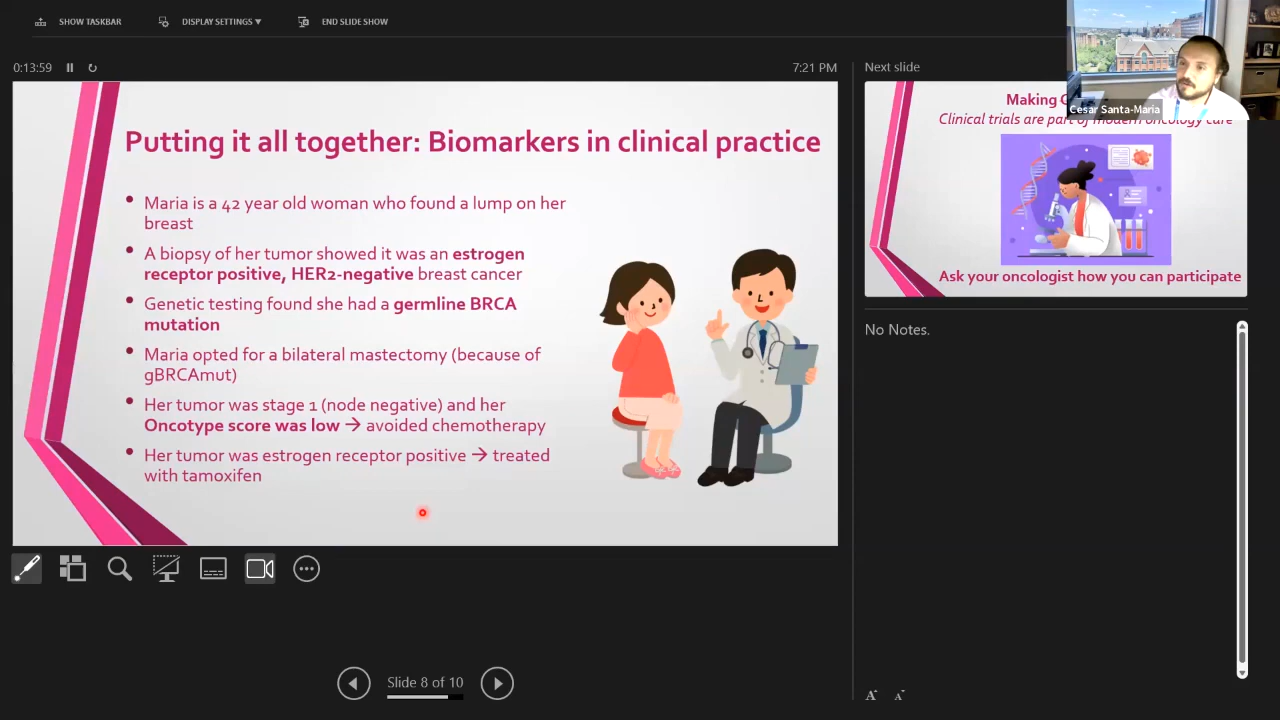 SHOW TASKBAR
DISPLAY SETTINGS ▼
END SLIDE SHOW
0:13:59
7:21 PM
Putting it all together: Biomarkers in clinical practice
• Maria is a 42 year old woman who found a lump on her
breast
• A biopsy of her tumor showed it was an estrogen
receptor positive, HER2-negative breast cancer
• Genetic testing found she had a germline BRCA
mutation
• Maria opted for a bilateral mastectomy (because of
gBRCAmut)
• Her tumor was stage 1 (node negative) and her
Oncotype score was low → avoided chemotherapy
• Her tumor was estrogen receptor positive → treated
with tamoxifen
Slide 8 of 10
Next slide
Cesar Santa-Maria
Making
Clinical trials are part of modern oncology care
Ask your oncologist how you can participate
No Notes.
A
A